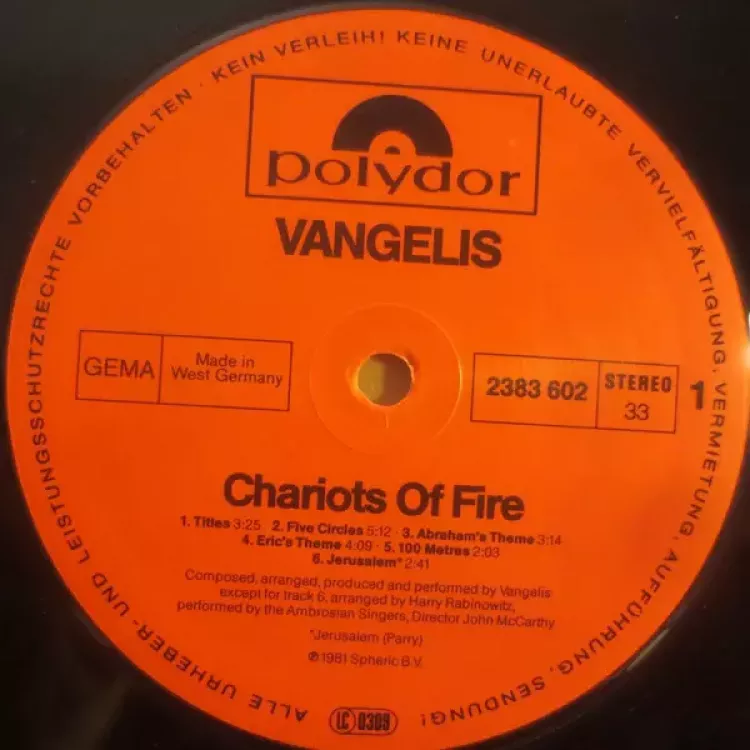 ALLE URHEBER- UND LEISTUNGSSCHUTZRECHTE VORBEHALTEN · KEIN VERLEIH! KEINE UNERLAUBTE VERVIELFÄLTIGUNG, VERMIETUNG, AUFFÜHRUNG, SENDUNG!
polydor
VANGELIS
GEMA
Made in
West Germany
2383 602
STEREO
33
1
Chariots Of Fire
1. Titles 3:25 2. Five Circles 5:12 · 3. Abraham's Theme 3:14
4. Eric's Theme 4:09 · 5. 100 Metres 2:03
6. Jerusalem* 2:41
Composed, arranged, produced and performed by Vangelis
except for track 6, arranged by Harry Rabinowitz,
performed by the Ambrosian Singers, Director John McCarthy
*Jerusalem (Parry)
℗ 1981 Spheric B.V.
LC 0309